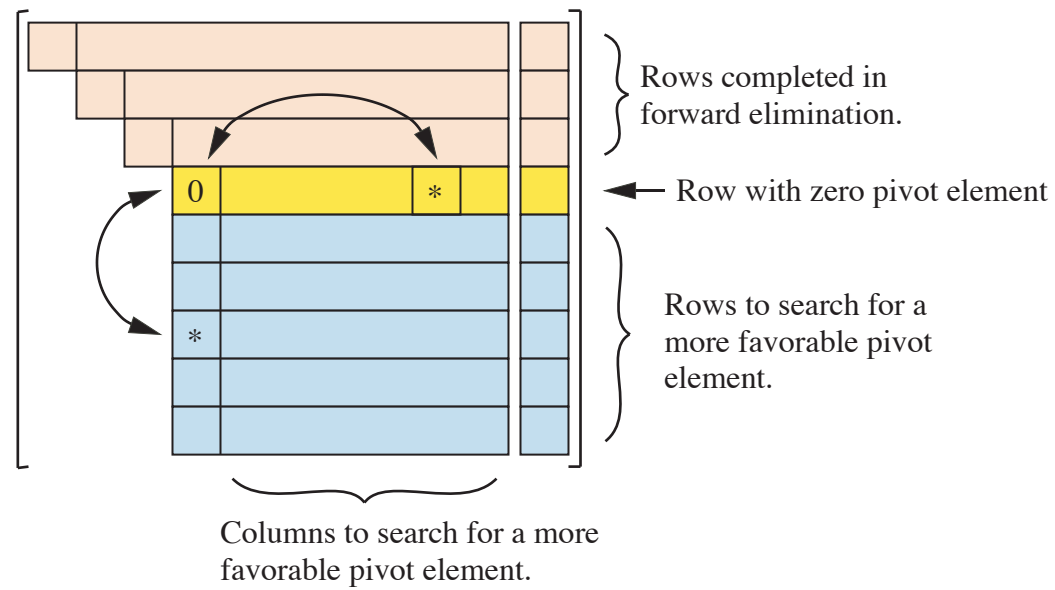 Rows completed in
forward elimination.
0
*
Row with zero pivot element
*
Rows to search for a
more favorable pivot
element.
Columns to search for a more
favorable pivot element.